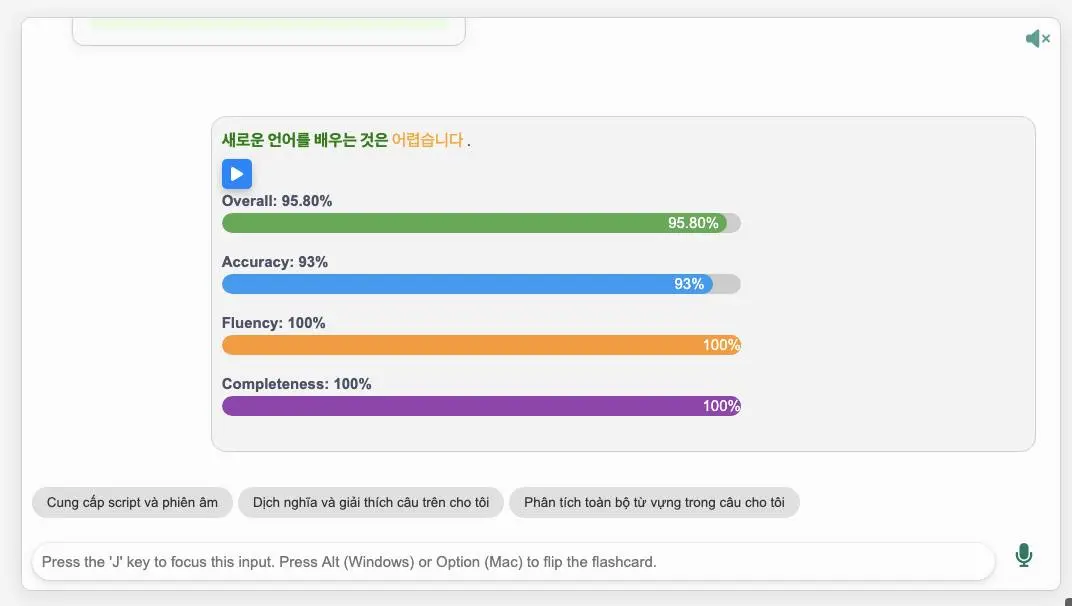 새로운 언어를 배우는 것은 어렵습니다 .
Overall: 95.80%
95.80%
Accuracy: 93%
93%
Fluency: 100%
100%
Completeness: 100%
100%
Cung cấp script và phiên âm
Dịch nghĩa và giải thích câu trên cho tôi
Phân tích toàn bộ từ vựng trong câu cho tôi
Press the 'J' key to focus this input. Press Alt (Windows) or Option (Mac) to flip the flashcard.